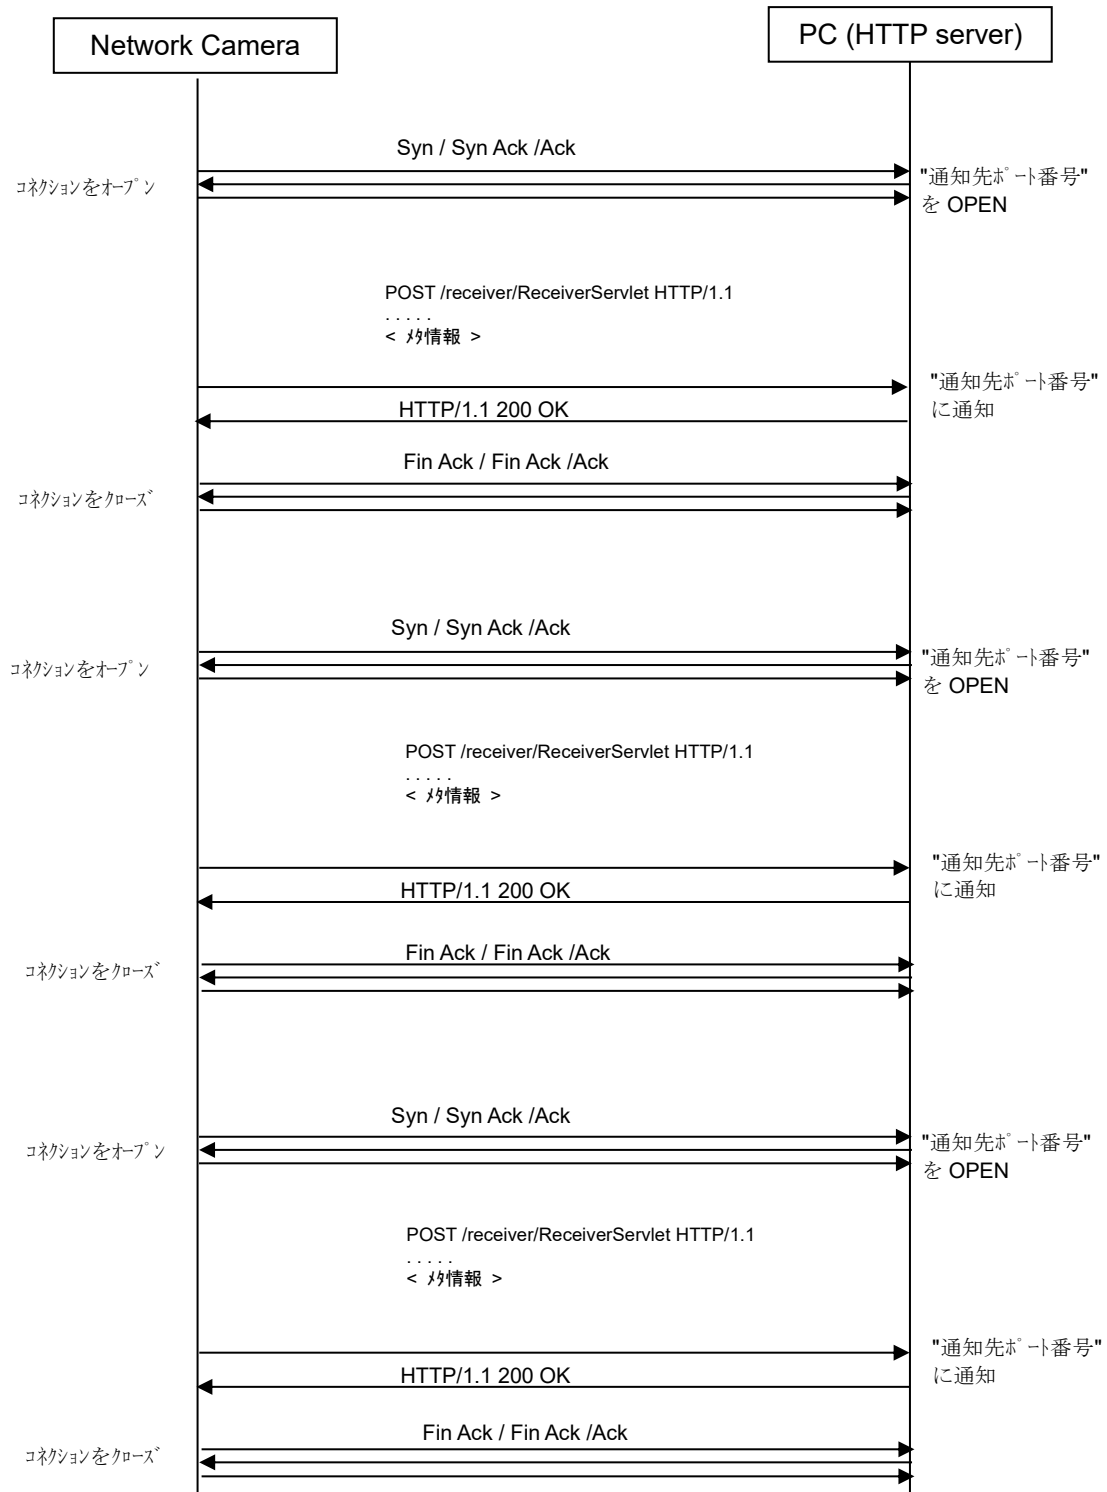 Network Camera
PC (HTTP server)
Syn / Syn Ack /Ack
ｺﾈｸｼｮﾝをｵｰﾌﾟﾝ
"通知先ﾎﾟｰﾄ番号"
を OPEN
POST /receiver/ReceiverServlet HTTP/1.1
. . . . .
< ﾒﾀ情報 >
"通知先ﾎﾟｰﾄ番号"
に通知
HTTP/1.1 200 OK
Fin Ack / Fin Ack /Ack
ｺﾈｸｼｮﾝをｸﾛｰｽﾞ
Syn / Syn Ack /Ack
ｺﾈｸｼｮﾝをｵｰﾌﾟﾝ
"通知先ﾎﾟｰﾄ番号"
を OPEN
POST /receiver/ReceiverServlet HTTP/1.1
. . . . .
< ﾒﾀ情報 >
"通知先ﾎﾟｰﾄ番号"
に通知
HTTP/1.1 200 OK
Fin Ack / Fin Ack /Ack
ｺﾈｸｼｮﾝをｸﾛｰｽﾞ
Syn / Syn Ack /Ack
ｺﾈｸｼｮﾝをｵｰﾌﾟﾝ
"通知先ﾎﾟｰﾄ番号"
を OPEN
POST /receiver/ReceiverServlet HTTP/1.1
. . . . .
< ﾒﾀ情報 >
"通知先ﾎﾟｰﾄ番号"
に通知
HTTP/1.1 200 OK
Fin Ack / Fin Ack /Ack
ｺﾈｸｼｮﾝをｸﾛｰｽﾞ